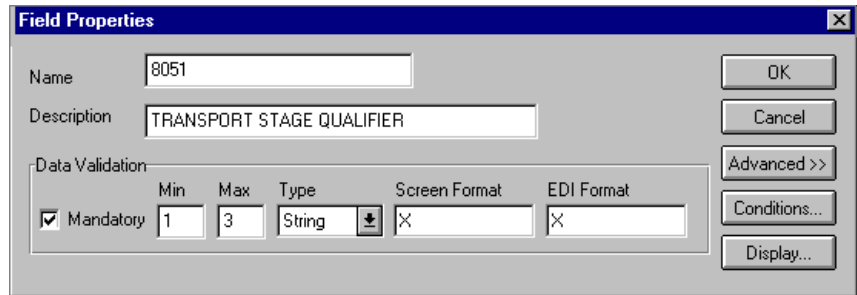 Field Properties
Name 8051
OK
Description TRANSPORT STAGE QUALIFIER
Cancel
Data Validation
Advanced >>
Min Max Type Screen Format EDI Format
Mandatory 1 3 String X X
Conditions...
Display...